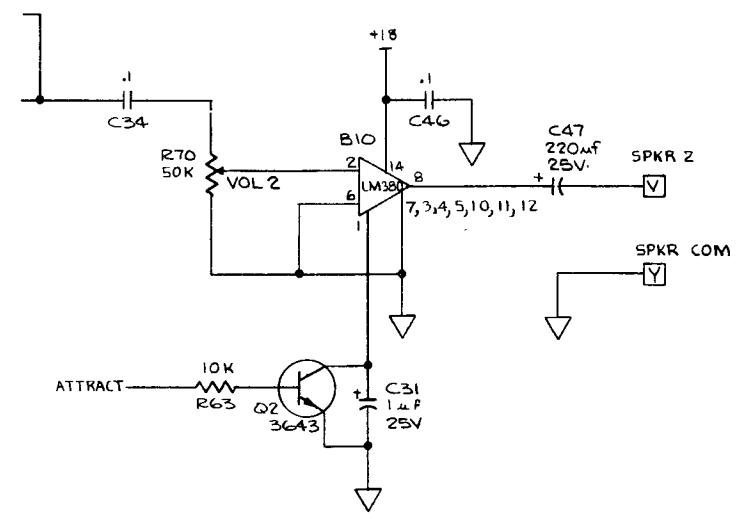 +18
.1
C34
.1
C46
B10
R70
50K
VOL 2
2
14
LM380
8
6
1
7,3,4,5,10,11,12
C47
220uf
25V.
+
SPKR 2
V
SPKR COM
Y
ATTRACT
10K
R63
Q2
3643
+
C31
1uf
25V